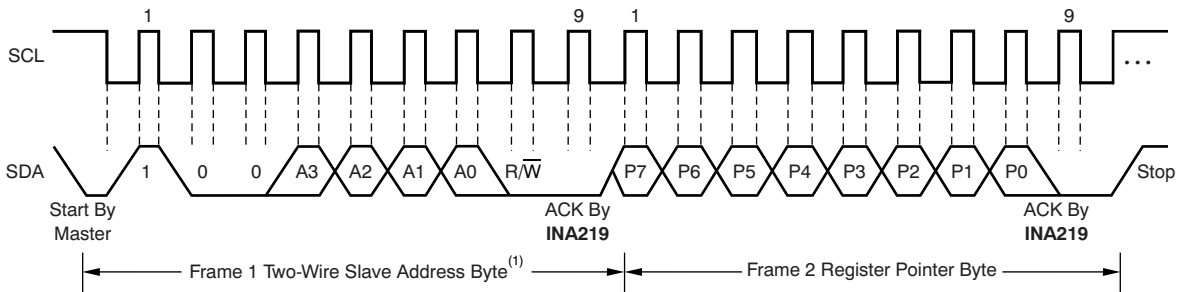 1 9 1 9
SCL ...
SDA 1 0 0 A3 A2 A1 A0 R/W̅ P7 P6 P5 P4 P3 P2 P1 P0 Stop
Start By
Master
ACK By
INA219
ACK By
INA219
Frame 1 Two-Wire Slave Address Byte(1)
Frame 2 Register Pointer Byte